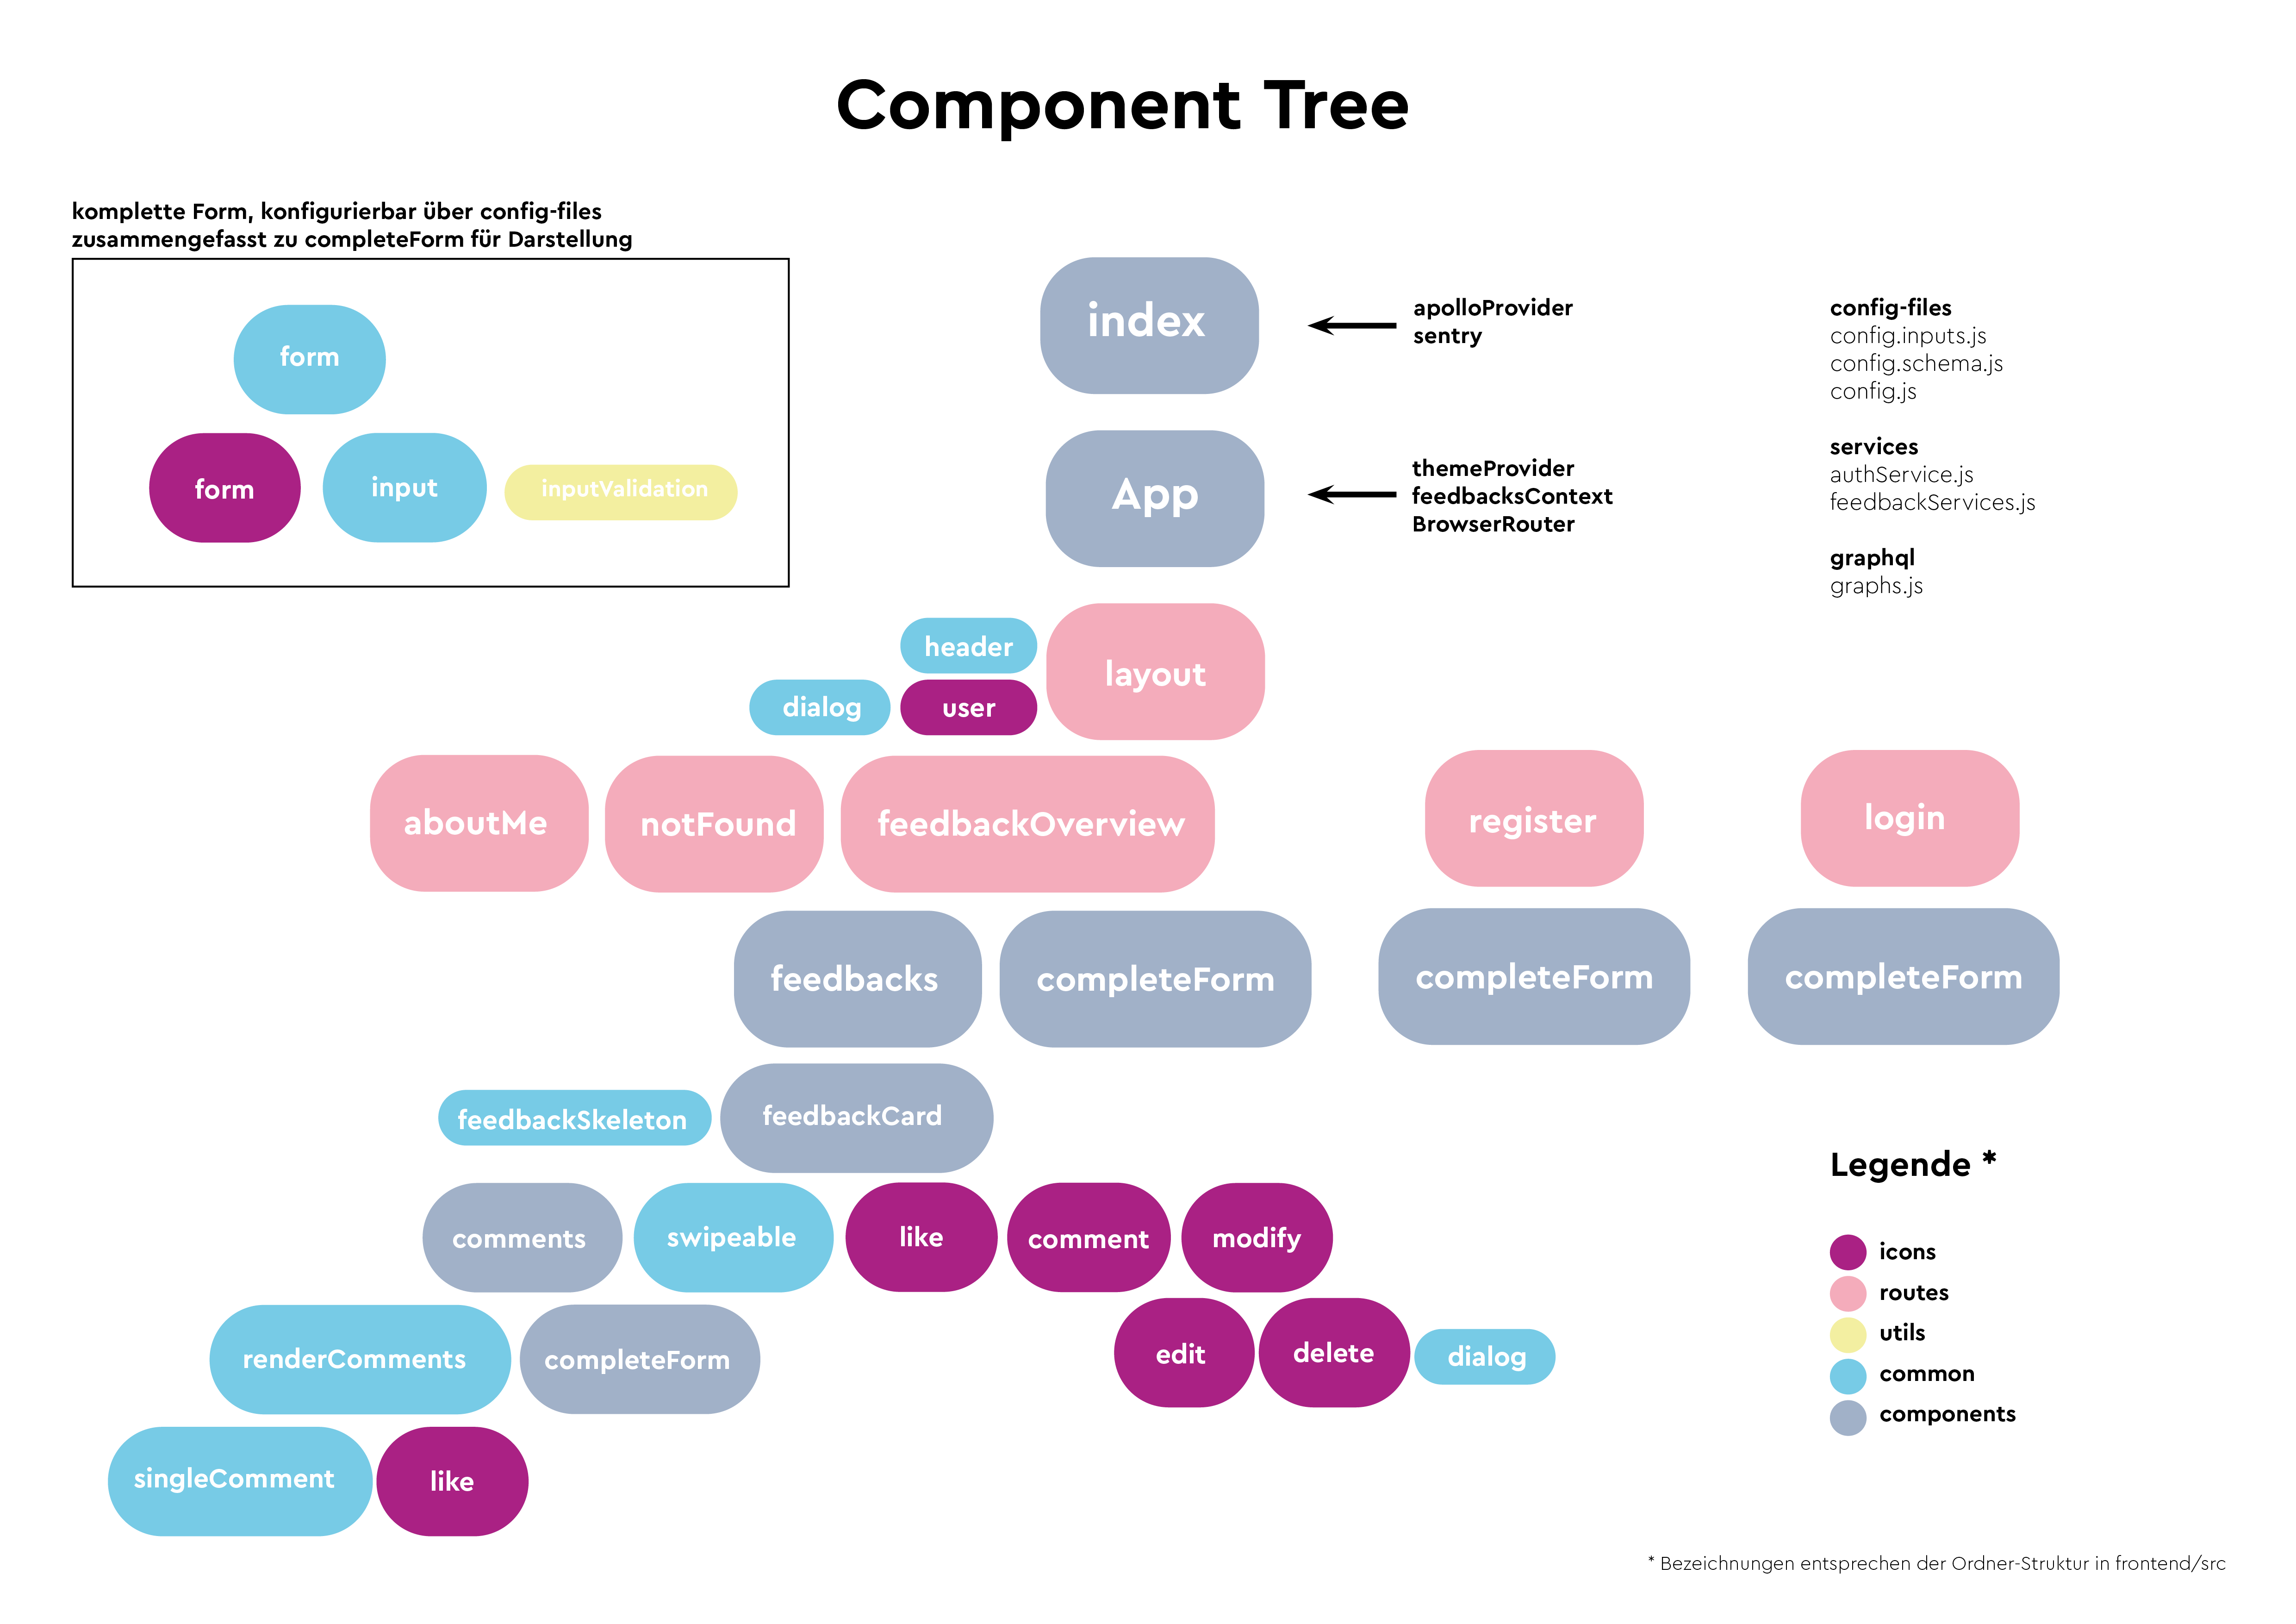 Component Tree
komplette Form, konfigurierbar über config-files
zusammengefasst zu completeForm für Darstellung
form
form
input
inputValidation
index
apolloProvider
sentry
App
themeProvider
feedbacksContext
BrowserRouter
config-files
config.inputs.js
config.schema.js
config.js
services
authService.js
feedbackServices.js
graphql
graphs.js
header
layout
dialog
user
aboutMe
notFound
feedbackOverview
register
login
feedbacks
completeForm
completeForm
completeForm
feedbackSkeleton
feedbackCard
comments
swipeable
like
comment
modify
renderComments
completeForm
edit
delete
dialog
singleComment
like
Legende *
icons
routes
utils
common
components
* Bezeichnungen entsprechen der Ordner-Struktur in frontend/src